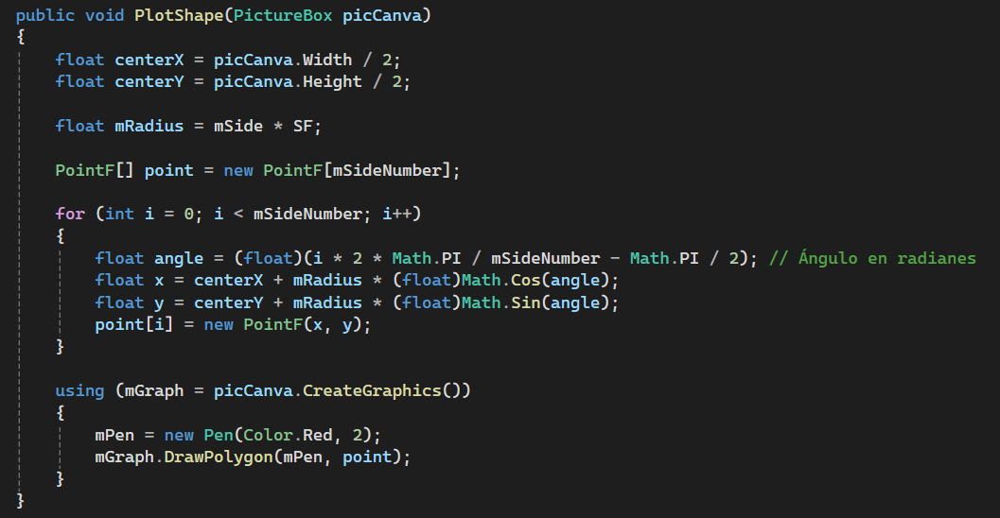 public void PlotShape(PictureBox picCanva)
{
    float centerX = picCanva.Width / 2;
    float centerY = picCanva.Height / 2;

    float mRadius = mSide * SF;

    PointF[] point = new PointF[mSideNumber];

    for (int i = 0; i < mSideNumber; i++)
    {
        float angle = (float)(i * 2 * Math.PI / mSideNumber - Math.PI / 2); // Ángulo en radianes
        float x = centerX + mRadius * (float)Math.Cos(angle);
        float y = centerY + mRadius * (float)Math.Sin(angle);
        point[i] = new PointF(x, y);
    }

    using (mGraph = picCanva.CreateGraphics())
    {
        mPen = new Pen(Color.Red, 2);
        mGraph.DrawPolygon(mPen, point);
    }
}